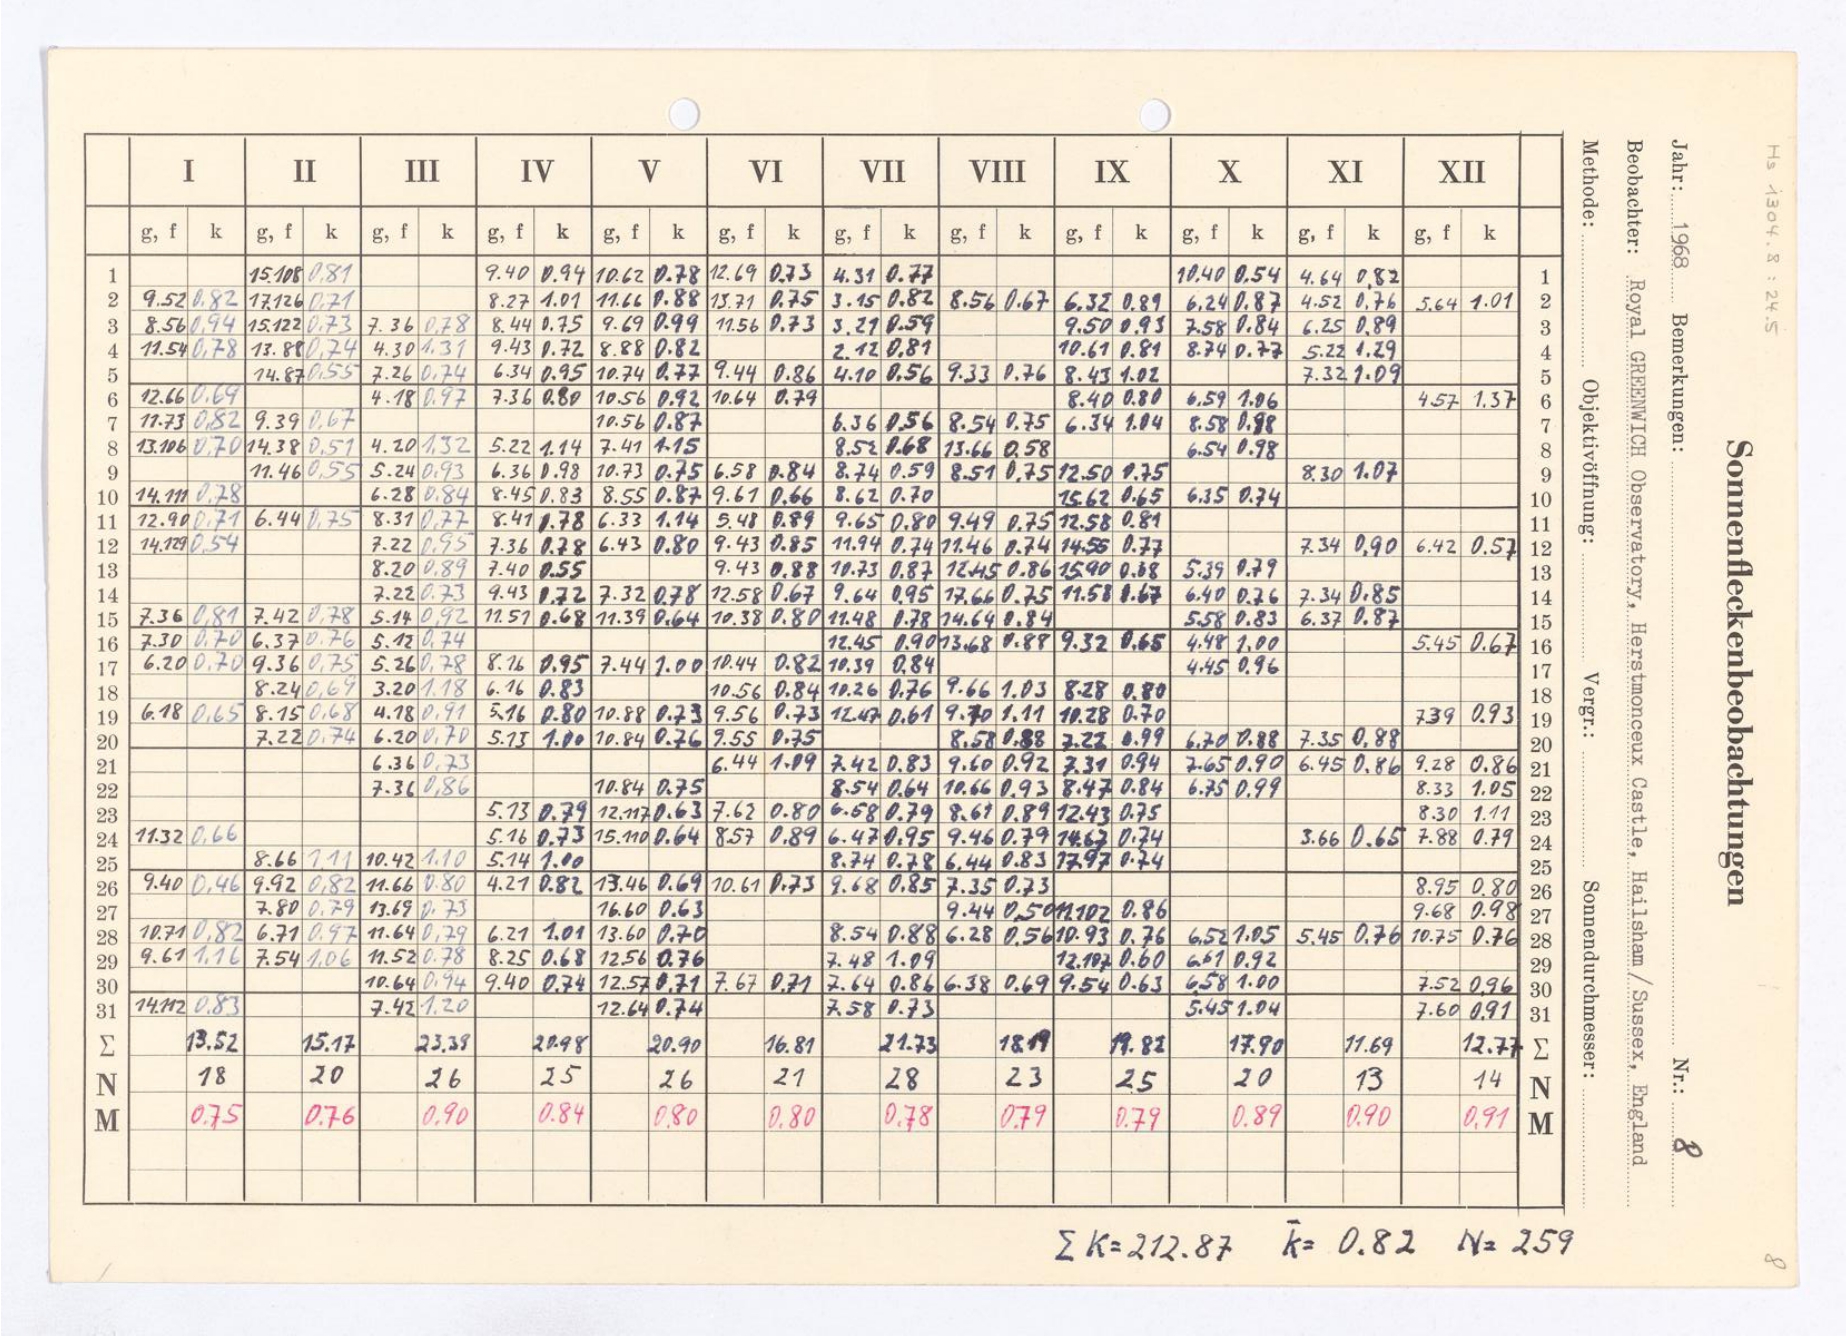 I II III IV V VI VII VIII IX X XI XII
g, f k g, f k g, f k g, f k g, f k g, f k g, f k g, f k g, f k g, f k g, f k g, f k
1 15.108 0.81 9.40 0.94 10.62 0.78 12.69 0.73 4.31 0.77 10.40 0.54 4.64 0.82 1
2 9.52 0.82 17.126 0.71 8.27 1.01 11.66 0.88 13.71 0.75 3.15 0.82 8.56 0.67 6.32 0.89 6.24 0.87 4.52 0.76 5.64 1.01 2
3 8.56 0.94 15.122 0.73 7.36 0.78 8.44 0.75 9.69 0.99 11.56 0.73 3.21 0.59 9.50 0.93 7.58 0.84 6.25 0.89 3
4 11.54 0.78 13.88 0.74 4.30 1.31 9.43 0.72 8.88 0.82 2.12 0.81 10.61 0.81 8.74 0.77 5.22 1.29 4
5 14.87 0.55 7.26 0.74 6.34 0.95 10.74 0.77 9.44 0.86 4.10 0.56 9.33 0.76 8.43 1.02 7.32 1.09 5
6 12.66 0.69 4.18 0.97 7.36 0.80 10.56 0.92 10.64 0.79 8.40 0.80 6.59 1.06 4.57 1.37 6
7 11.73 0.82 9.39 0.67 10.56 0.87 6.36 0.56 8.54 0.75 6.34 1.04 8.58 0.98 7
8 13.106 0.70 14.38 0.51 4.20 1.32 5.22 1.14 7.41 1.15 8.52 0.68 13.66 0.58 6.54 0.98 8
9 11.46 0.55 5.24 0.93 6.36 0.98 10.73 0.75 6.58 0.84 8.74 0.59 8.51 0.75 12.50 0.75 8.30 1.07 9
10 14.111 0.78 6.28 0.84 8.45 0.83 8.55 0.87 9.61 0.66 8.62 0.70 15.62 0.65 6.35 0.74 10
11 12.90 0.71 6.44 0.75 8.31 0.77 8.41 0.78 6.33 1.14 5.48 0.89 9.65 0.80 9.49 0.75 12.58 0.81 11
12 14.129 0.54 7.22 0.95 7.36 0.78 6.43 0.80 9.43 0.85 11.94 0.74 11.46 0.74 14.55 0.77 7.34 0.90 6.42 0.57 12
13 8.20 0.89 7.40 0.55 9.43 0.88 10.73 0.87 12.45 0.86 15.90 0.68 5.39 0.79 13
14 7.22 0.73 9.43 0.72 7.32 0.78 12.58 0.67 9.64 0.95 17.66 0.75 11.58 0.67 6.40 0.76 7.34 0.85 14
15 7.36 0.81 7.42 0.78 5.14 0.92 11.51 0.68 11.39 0.64 10.38 0.80 11.48 0.78 14.64 0.84 5.58 0.83 6.37 0.87 15
16 7.30 0.70 6.37 0.76 5.12 0.74 12.45 0.90 13.68 0.88 9.32 0.65 4.48 1.00 5.45 0.67 16
17 6.20 0.70 9.36 0.75 5.26 0.78 8.16 0.95 7.44 1.00 10.44 0.82 10.39 0.84 4.45 0.96 17
18 8.24 0.69 3.20 1.18 6.16 0.83 10.56 0.84 10.26 0.76 9.66 1.03 8.28 0.80 18
19 6.18 0.65 8.15 0.68 4.18 0.91 5.16 0.80 10.88 0.73 9.56 0.73 12.47 0.61 9.70 1.11 10.28 0.70 7.39 0.93 19
20 7.22 0.74 6.20 0.70 5.13 1.00 10.84 0.76 9.55 0.75 8.58 0.88 7.22 0.99 6.70 0.88 7.35 0.88 20
21 6.36 0.73 6.44 1.09 7.42 0.83 9.60 0.92 7.31 0.94 7.65 0.90 6.45 0.86 9.28 0.86 21
22 7.36 0.86 10.84 0.75 8.54 0.64 10.66 0.93 8.47 0.84 6.75 0.99 8.33 1.05 22
23 5.13 0.79 12.117 0.63 7.62 0.80 6.58 0.79 8.61 0.89 12.43 0.75 8.30 1.11 23
24 11.32 0.66 5.16 0.73 15.110 0.64 8.57 0.89 6.47 0.95 9.46 0.79 14.67 0.74 3.66 0.65 7.88 0.79 24
25 8.66 1.11 10.42 1.10 5.14 1.00 8.74 0.78 6.44 0.83 17.97 0.74 25
26 9.40 0.46 9.92 0.82 11.66 0.80 4.21 0.82 13.46 0.69 10.61 0.73 9.68 0.85 7.35 0.73 8.95 0.80 26
27 7.80 0.79 13.69 0.73 16.60 0.63 9.44 0.50 11.102 0.86 9.68 0.98 27
28 10.71 0.82 6.71 0.97 11.64 0.79 6.21 1.01 13.60 0.70 8.54 0.88 6.28 0.56 10.93 0.76 6.52 1.05 5.45 0.76 10.75 0.76 28
29 9.61 1.16 7.54 1.06 11.52 0.78 8.25 0.68 12.56 0.76 7.48 1.09 12.107 0.60 6.61 0.92 29
30 10.64 0.94 9.40 0.74 12.57 0.71 7.67 0.71 7.64 0.86 6.38 0.69 9.54 0.63 6.58 1.00 7.52 0.96 30
31 14.112 0.83 7.42 1.20 12.64 0.74 7.58 0.73 5.45 1.04 7.60 0.91 31
Σ 13.52 15.17 23.39 20.98 20.90 16.81 21.73 18.19 19.82 17.90 11.69 12.77 Σ
N 18 20 26 25 26 21 28 23 25 20 13 14 N
M 0.75 0.76 0.90 0.84 0.80 0.80 0.78 0.79 0.79 0.89 0.90 0.91 M
Σ K = 212.87 k̄ = 0.82 N = 259
Hs 1304.8:24.5
Sonnenfleckenbeobachtungen
Jahr: 1968 Bemerkungen: Nr.: 8
Beobachter: Royal GREENWICH Observatory, Herstmonceux Castle, Hailsham/Sussex, England
Methode: Objektivöffnung: Vergr.: Sonnendurchmesser:
8